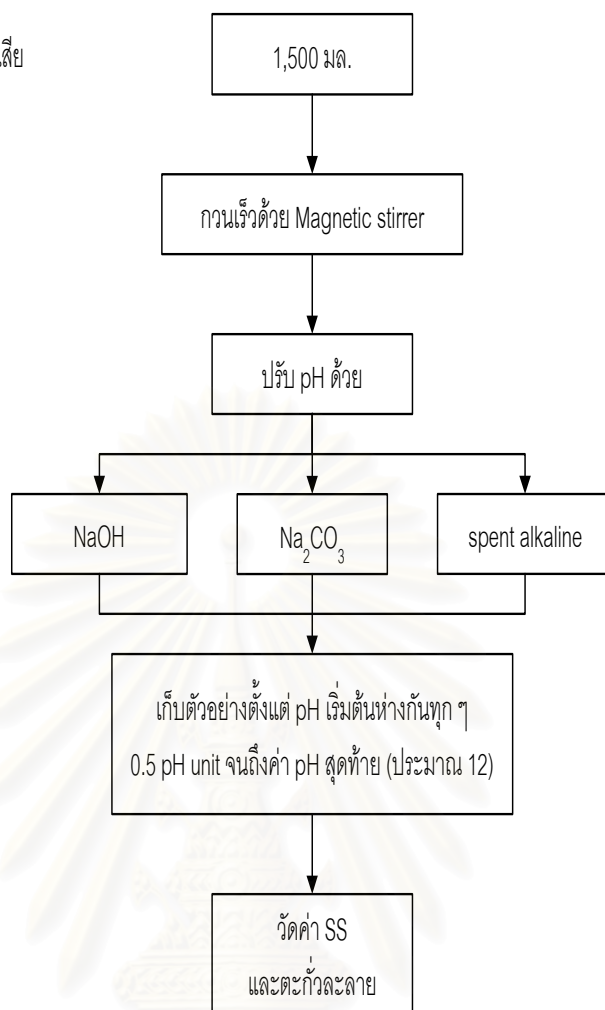 เสีย
1,500 มล.
กวนเร็วด้วย Magnetic stirrer
ปรับ pH ด้วย
NaOH
Na₂CO₃
spent alkaline
เก็บตัวอย่างตั้งแต่ pH เริ่มต้นห่างกันทุก ๆ
0.5 pH unit จนถึงค่า pH สุดท้าย (ประมาณ 12)
วัดค่า SS
และตะกั่วละลาย